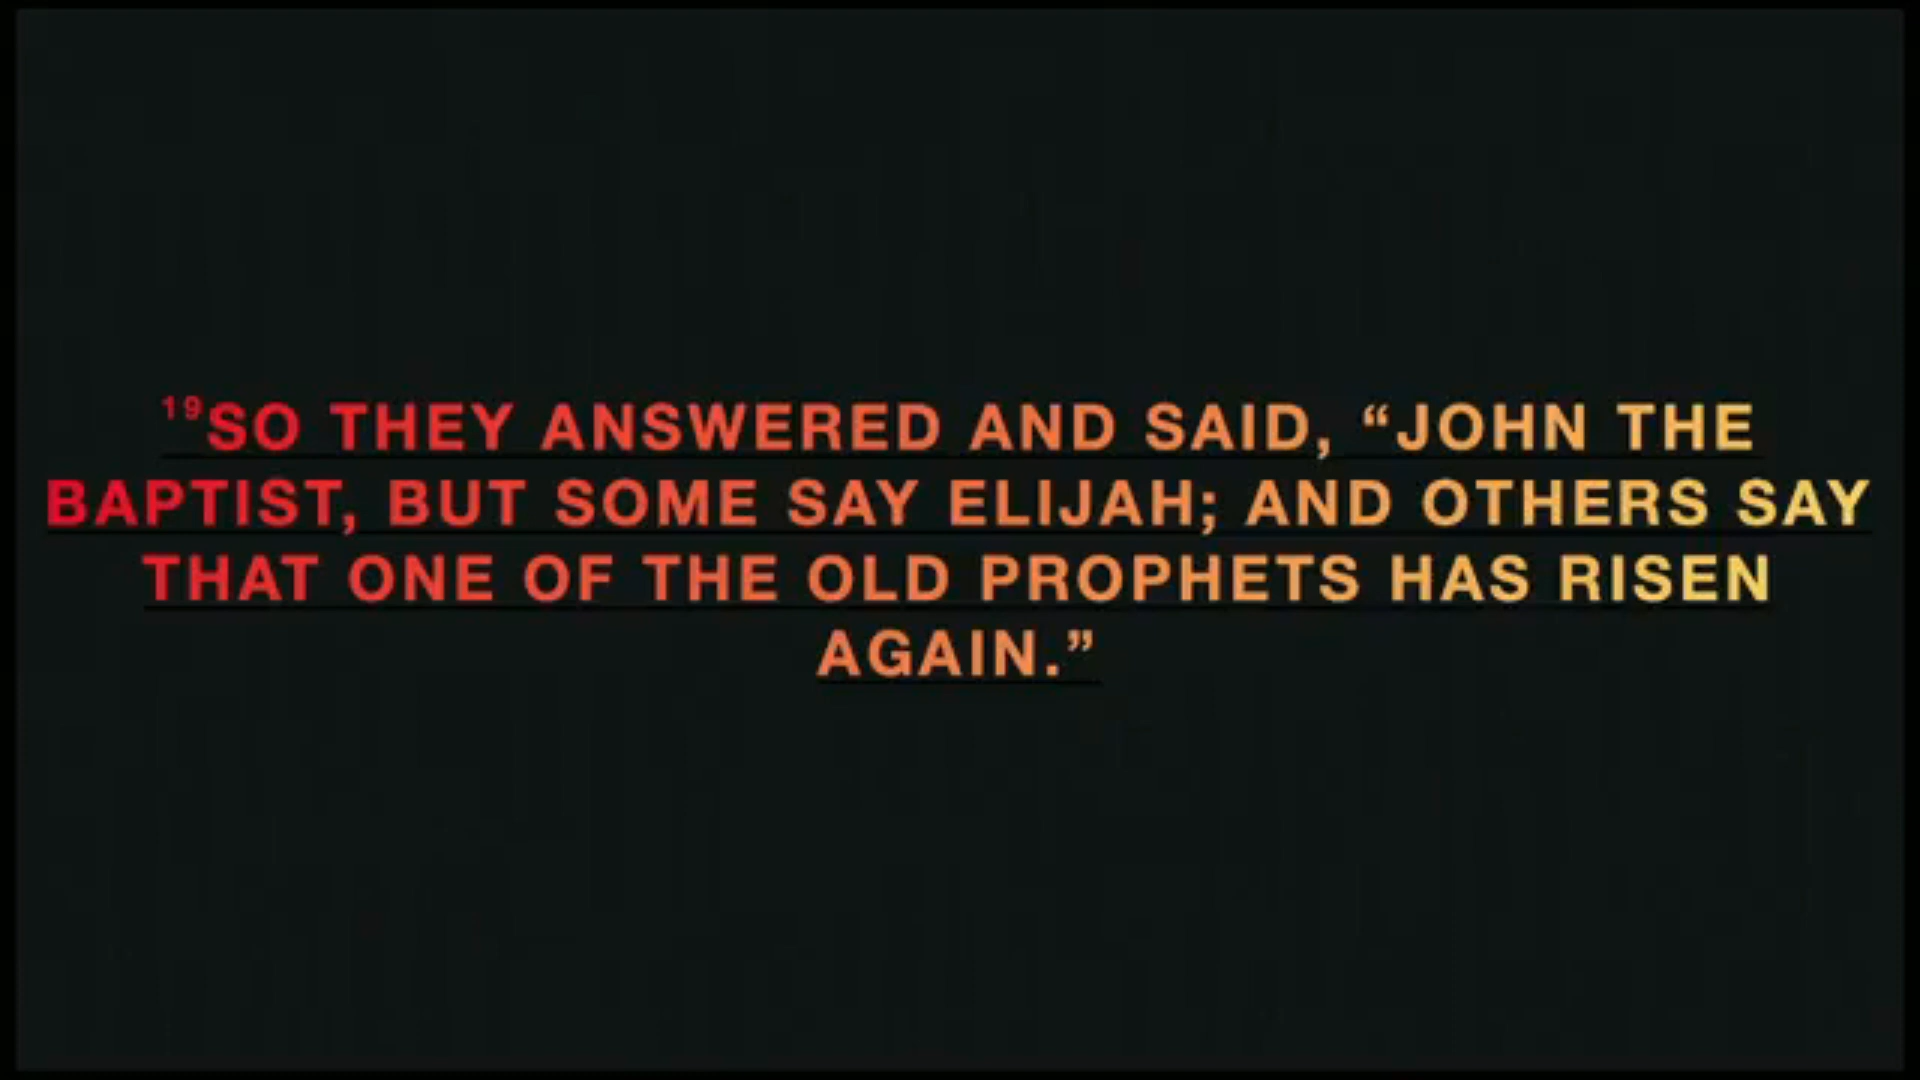 ¹⁹SO THEY ANSWERED AND SAID, “JOHN THE
BAPTIST, BUT SOME SAY ELIJAH; AND OTHERS SAY
THAT ONE OF THE OLD PROPHETS HAS RISEN
AGAIN.”